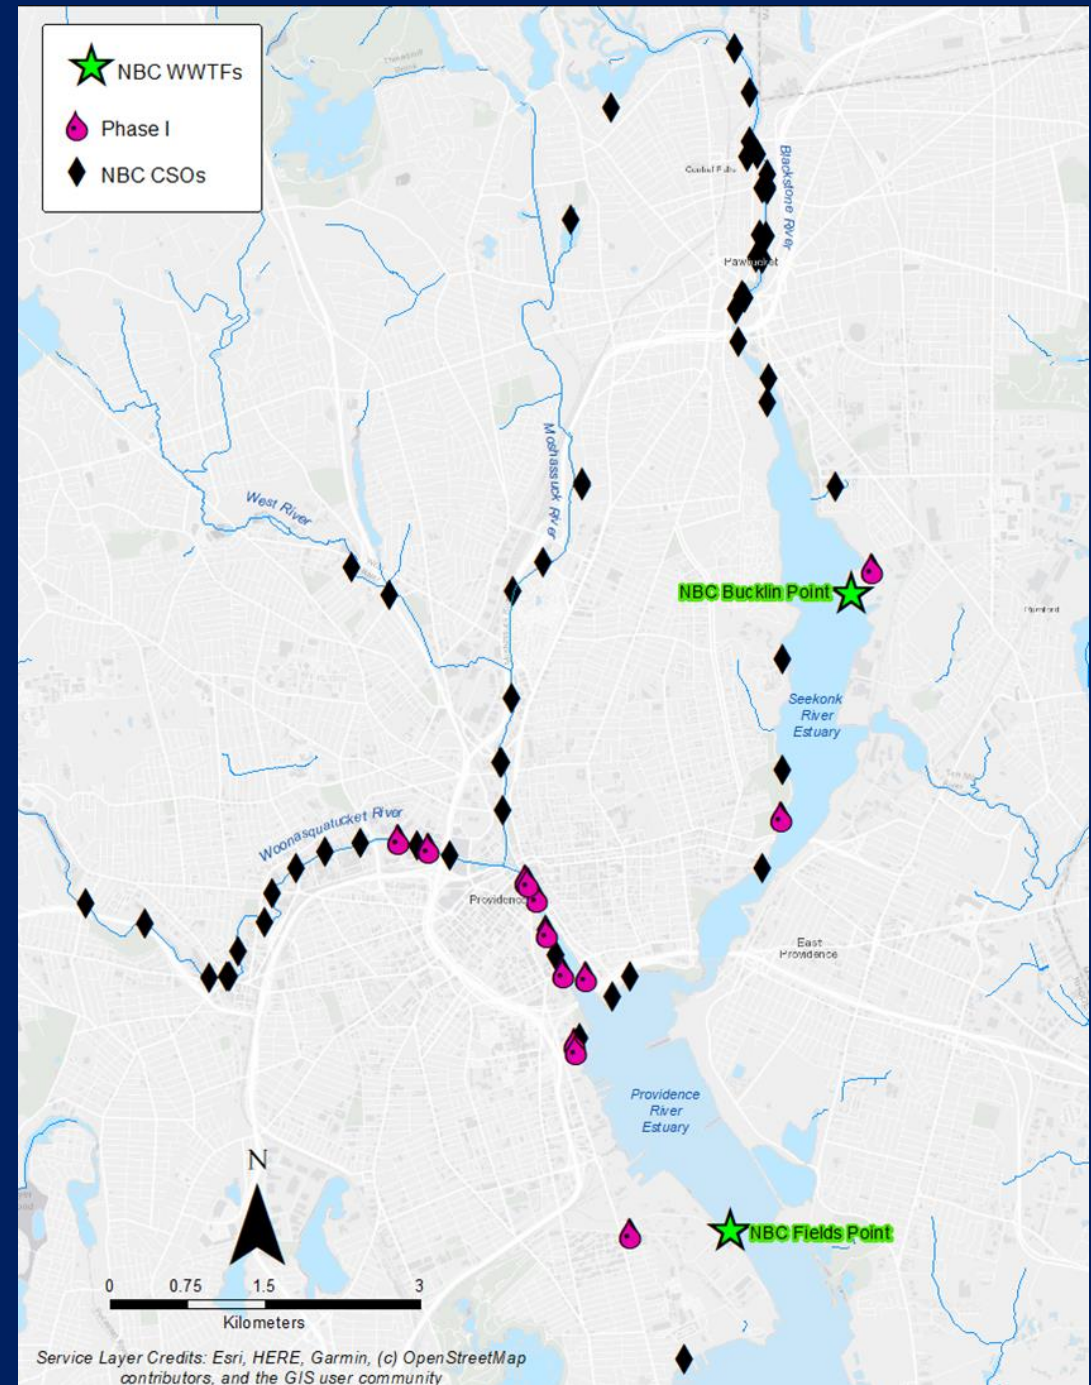 NBC WWTFs
Phase I
NBC CSOs
Central Falls
Blackstone River
Pawtucket
Moshassuck River
West River
NBC Bucklin Point
Rumford
Seekonk
River
Estuary
Woonasquatucket River
Providence
East
Providence
Providence
River
Estuary
N
NBC Fields Point
0 0.75 1.5 3
Kilometers
Service Layer Credits: Esri, HERE, Garmin, (c) OpenStreetMap
contributors, and the GIS user community